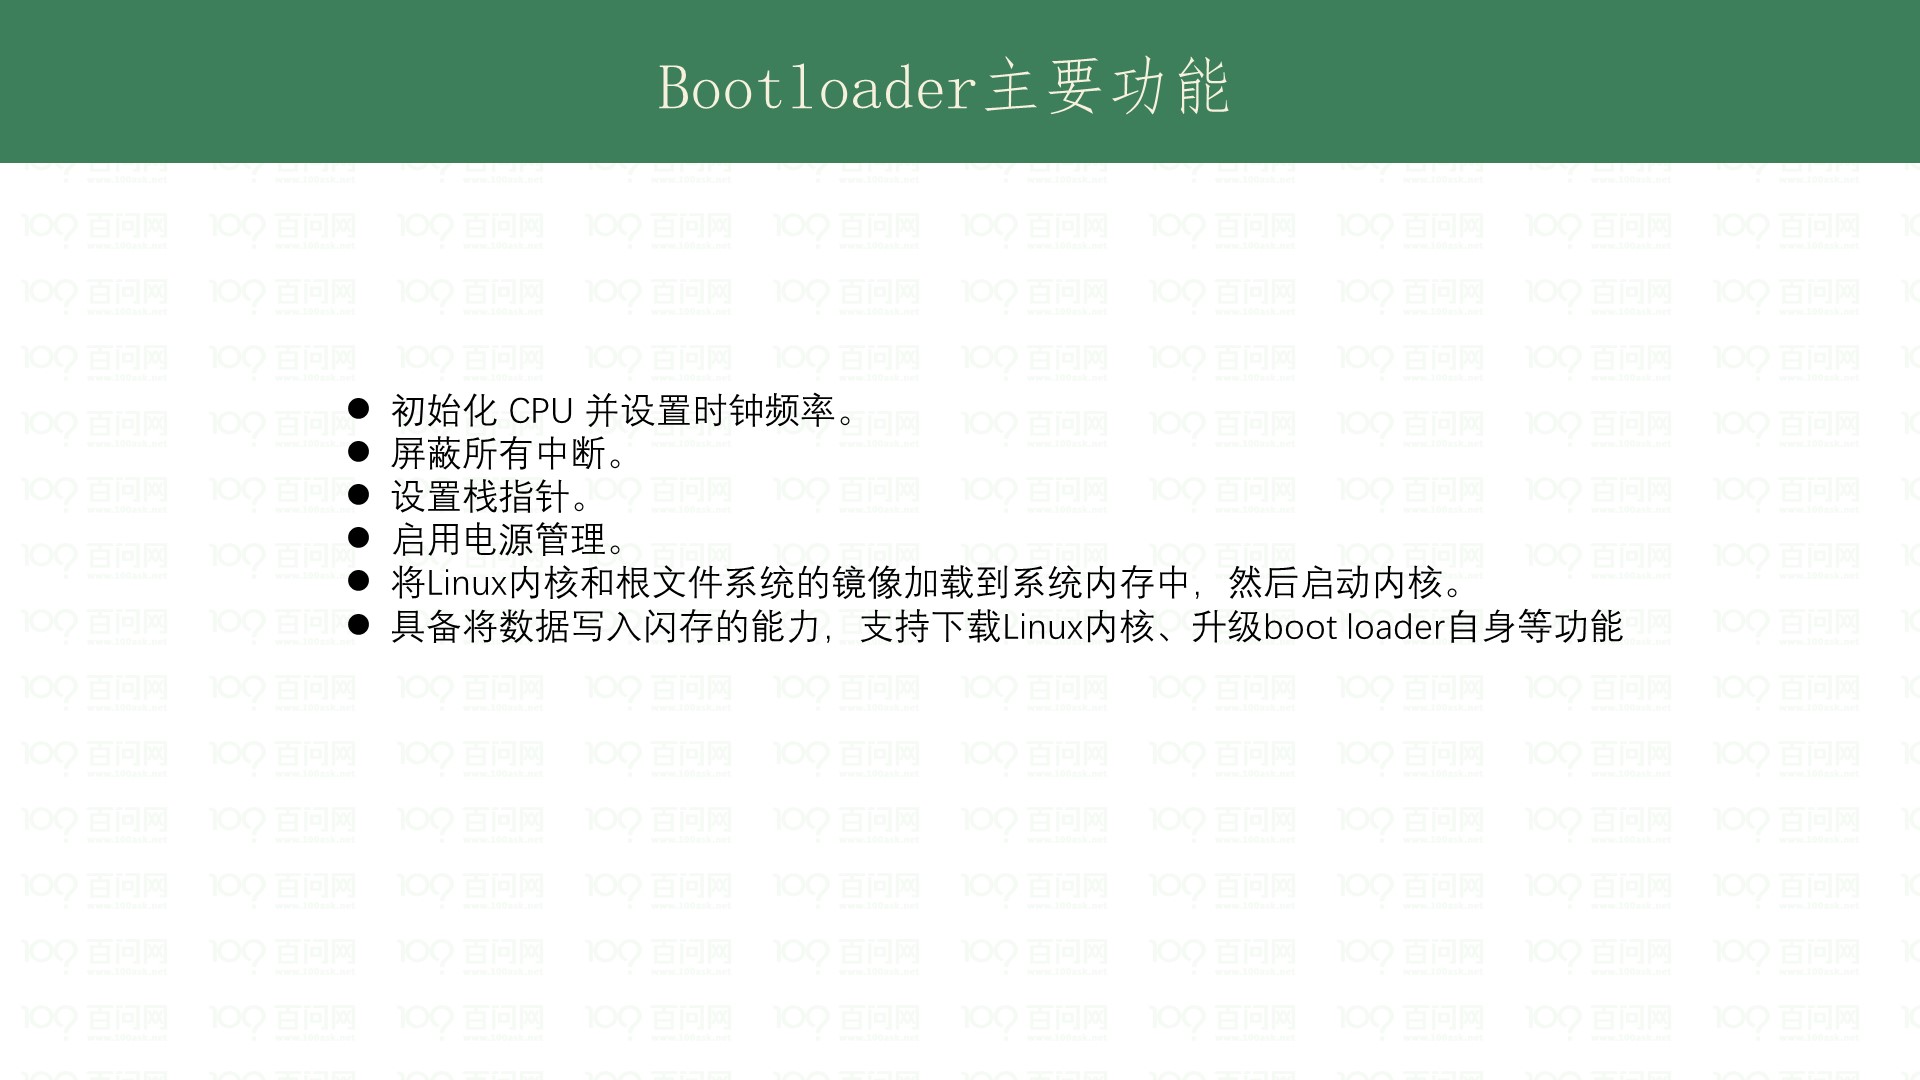 Bootloader主要功能
● 初始化 CPU 并设置时钟频率。
● 屏蔽所有中断。
● 设置栈指针。
● 启用电源管理。
● 将Linux内核和根文件系统的镜像加载到系统内存中，然后启动内核。
● 具备将数据写入闪存的能力，支持下载Linux内核、升级boot loader自身等功能